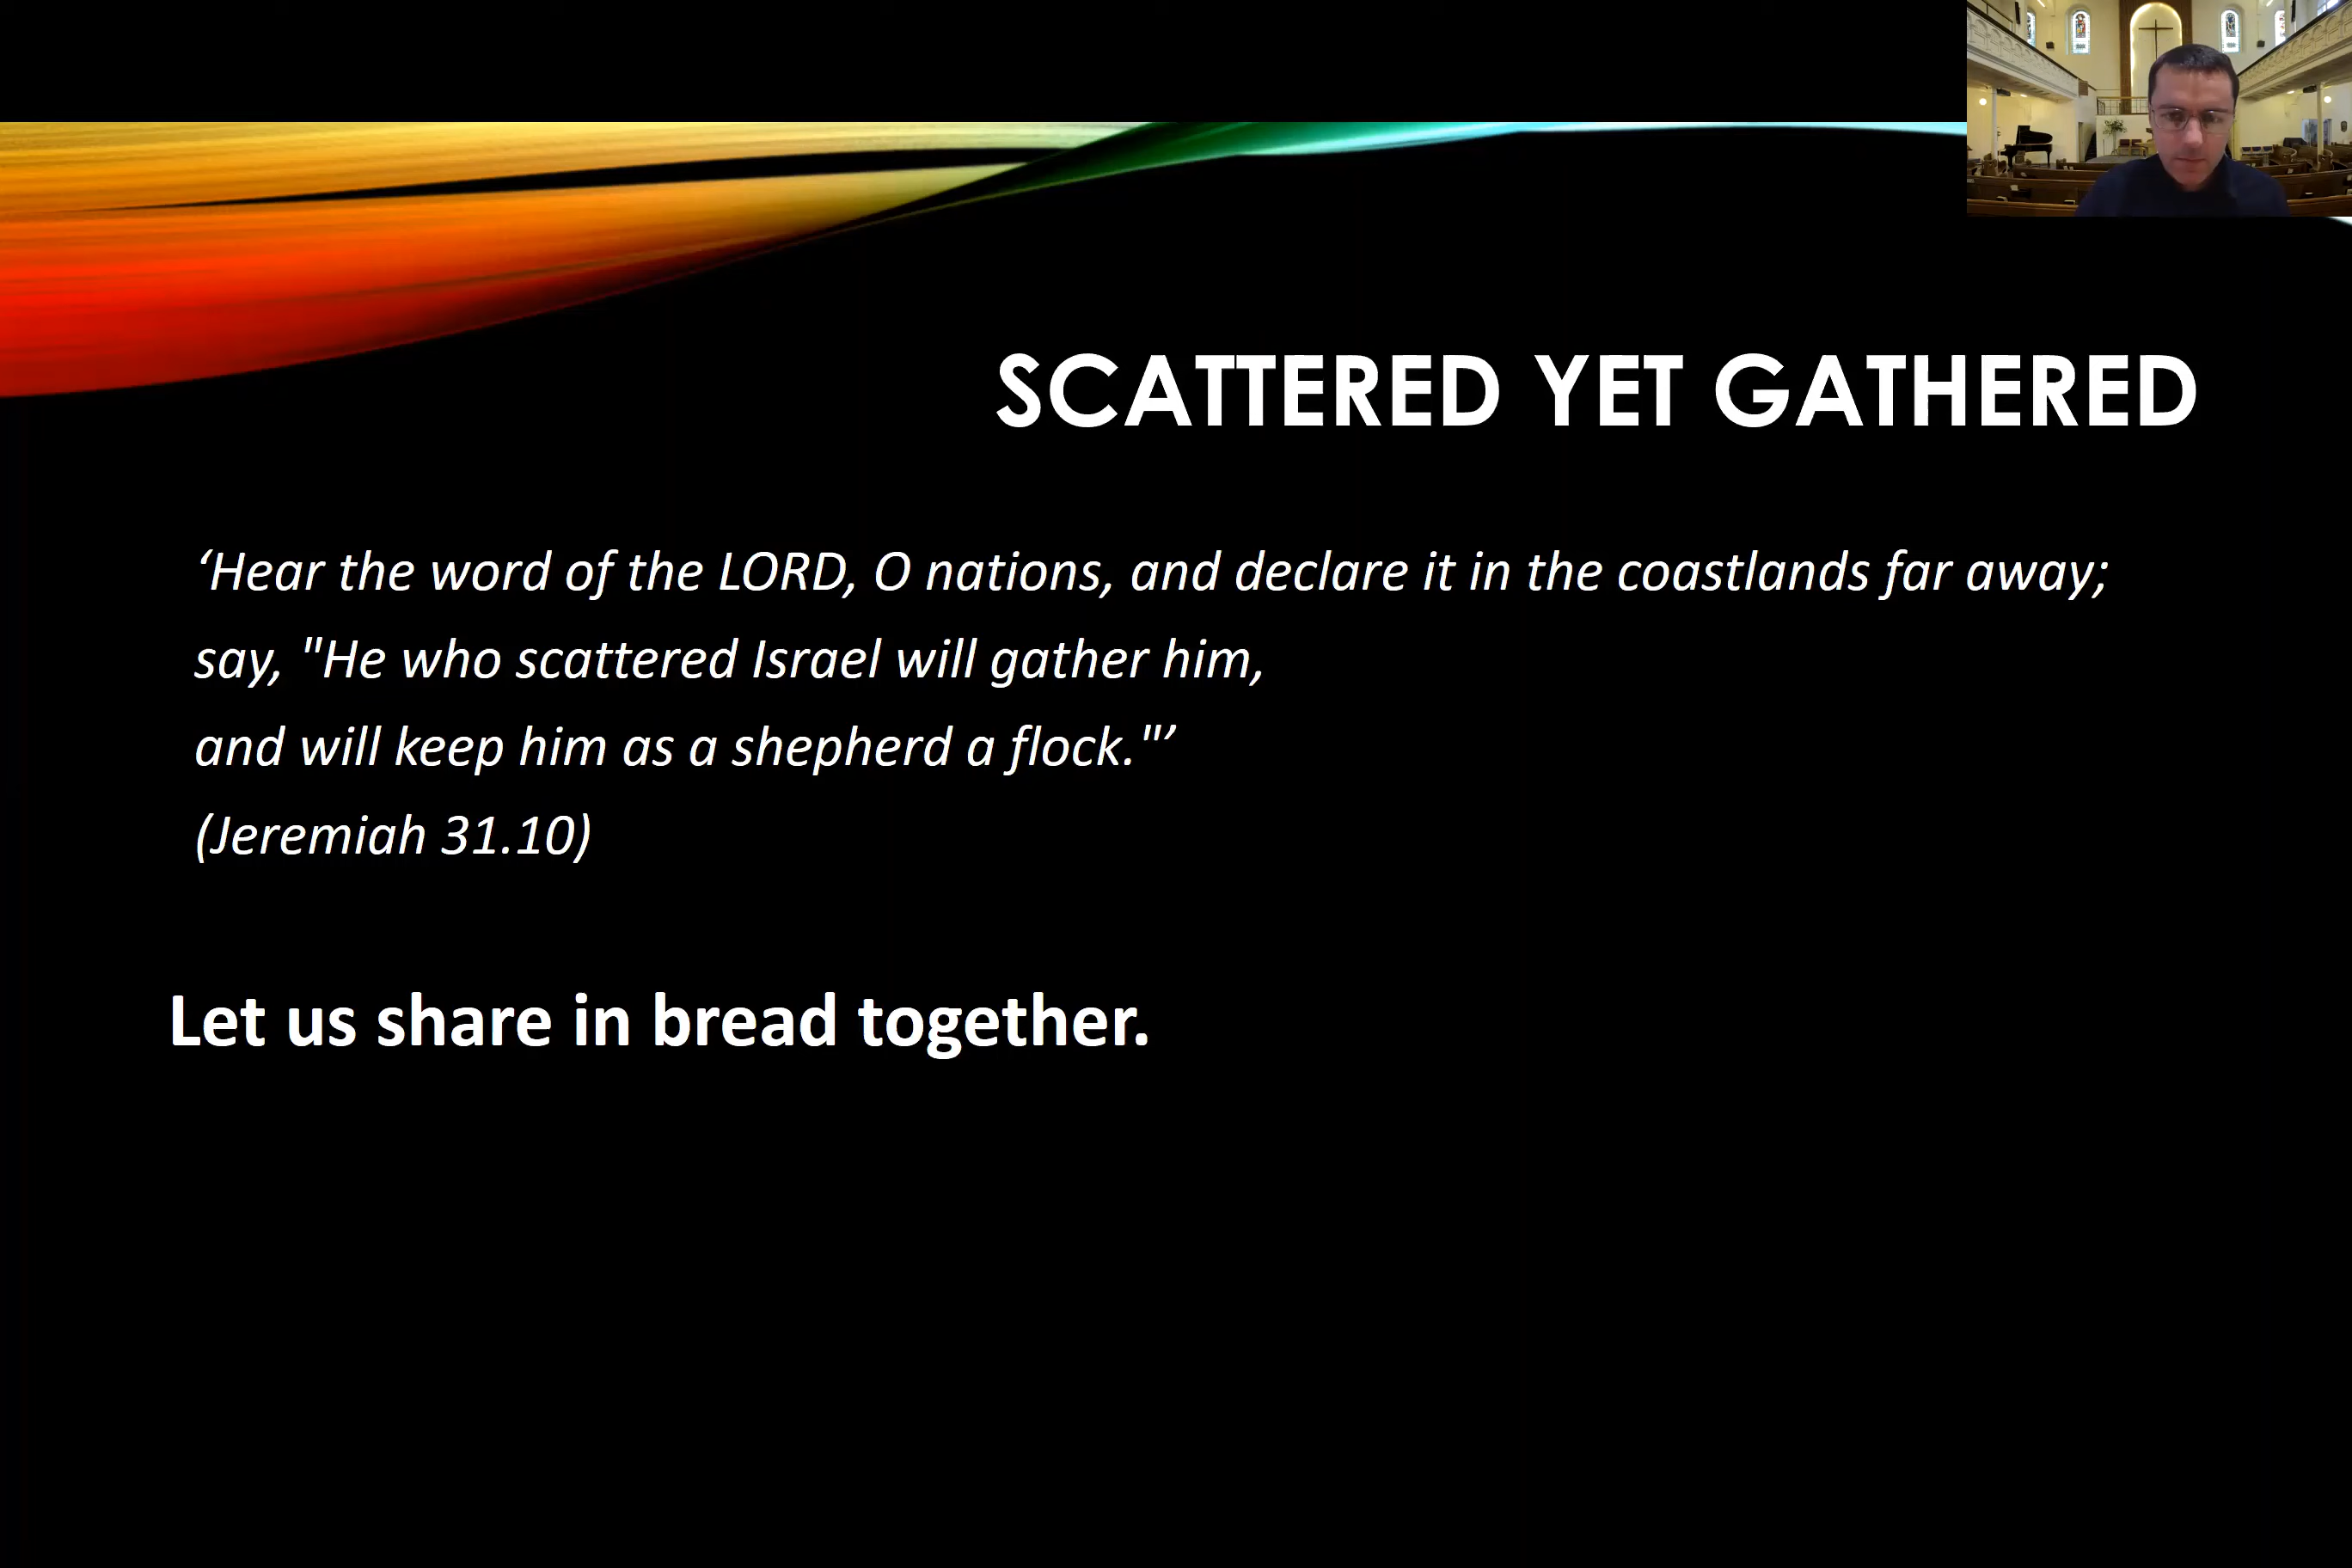 SCATTERED YET GATHERED
‘Hear the word of the LORD, O nations, and declare it in the coastlands far away;
say, "He who scattered Israel will gather him,
and will keep him as a shepherd a flock."’
(Jeremiah 31.10)
Let us share in bread together.